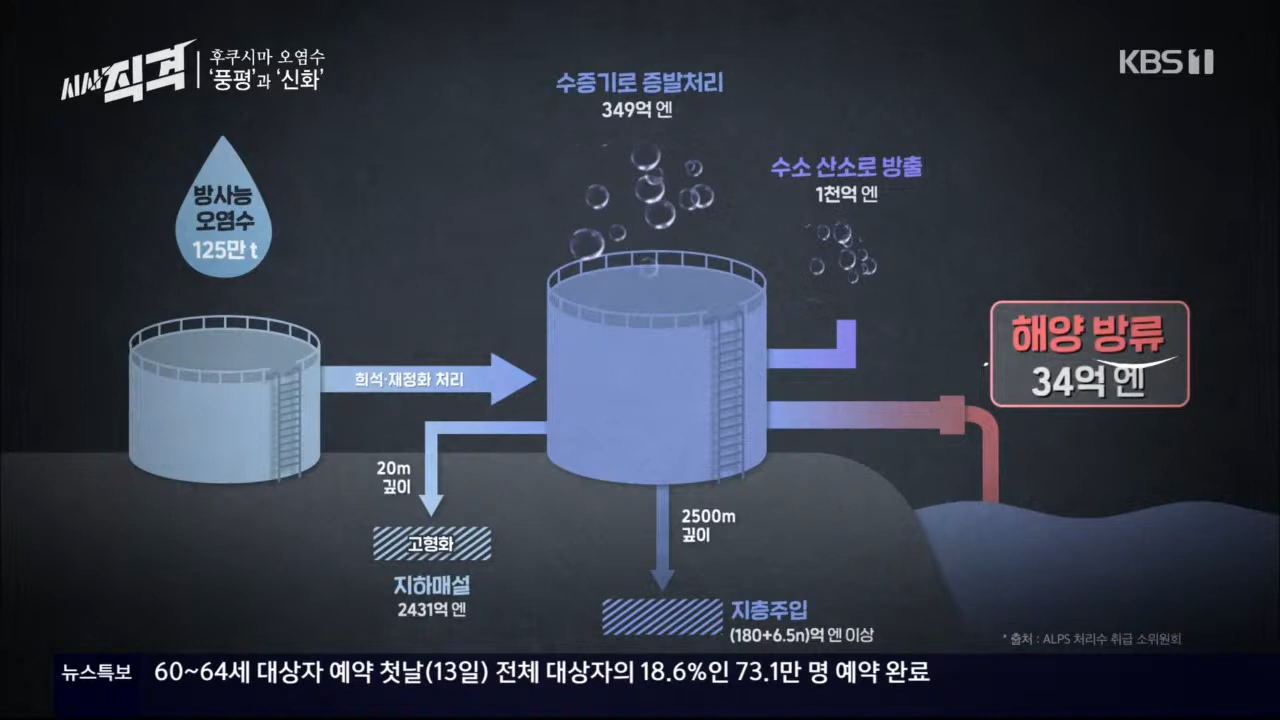 시사직격
후쿠시마 오염수
‘풍평’과 ‘신화’
KBS 1
수증기로 증발처리
349억 엔
수소 산소로 방출
1천억 엔
방사능
오염수
125만 t
해양 방류
34억 엔
희석·재정화 처리
20m
깊이
2500m
깊이
고형화
지하매설
2431억 엔
지층주입
(180+6.5n)억 엔 이상
* 출처 : ALPS 처리수 취급 소위원회
뉴스특보 60~64세 대상자 예약 첫날(13일) 전체 대상자의 18.6%인 73.1만 명 예약 완료